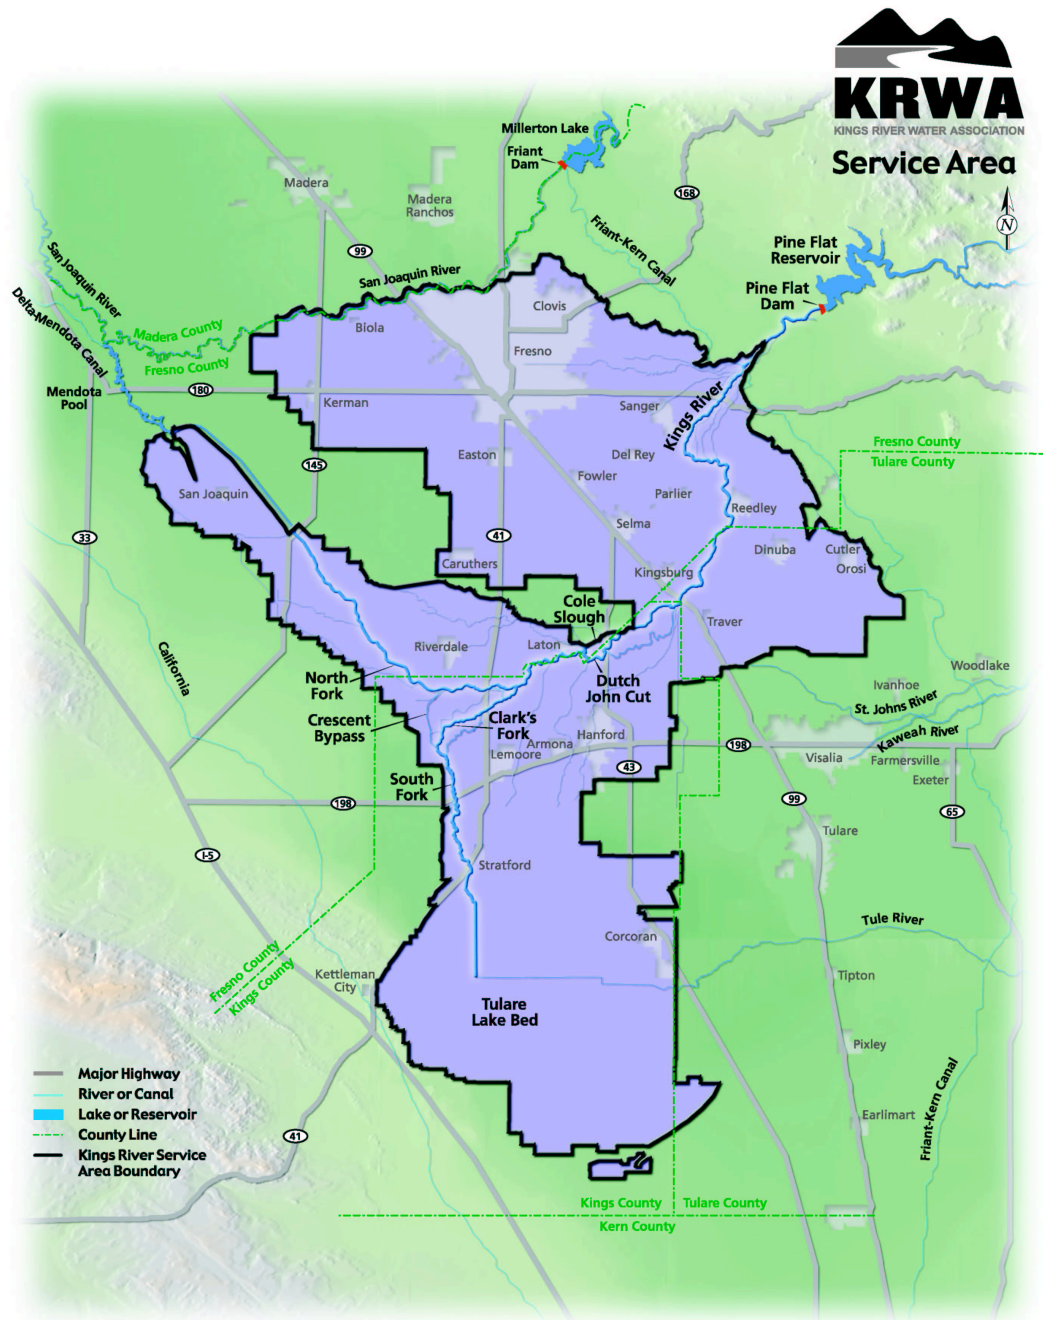 KRWA
KINGS RIVER WATER ASSOCIATION
Service Area
N
Millerton Lake
Friant
Dam
Madera
Madera
Ranchos
168
Friant-Kern Canal
99
San Joaquin River
Pine Flat
Reservoir
Pine Flat
Dam
San Joaquin River
Delta-Mendota Canal
Madera County
Fresno County
Biola
Clovis
Fresno
Mendota
Pool
180
Kerman
Sanger
Kings River
Fresno County
Tulare County
145
Easton
Del Rey
Fowler
San Joaquin
Parlier
Reedley
Selma
33
41
Dinuba
Cutler
Orosi
Caruthers
Kingsburg
Cole
Slough
Traver
California
Riverdale
Laton
North
Fork
Dutch
John Cut
Woodlake
Ivanhoe
St. Johns River
Crescent
Bypass
Clark's
Fork
Hanford
Armona
Lemoore
198
Kaweah River
Visalia
Farmersville
Exeter
43
South
Fork
198
99
65
Tulare
I-5
Stratford
Tule River
Corcoran
Fresno County
Kings County
Kettleman
City
Tipton
Tulare
Lake Bed
Pixley
Friant-Kern Canal
Earlimart
Major Highway
River or Canal
Lake or Reservoir
County Line
Kings River Service
Area Boundary
41
Kings County
Tulare County
Kern County